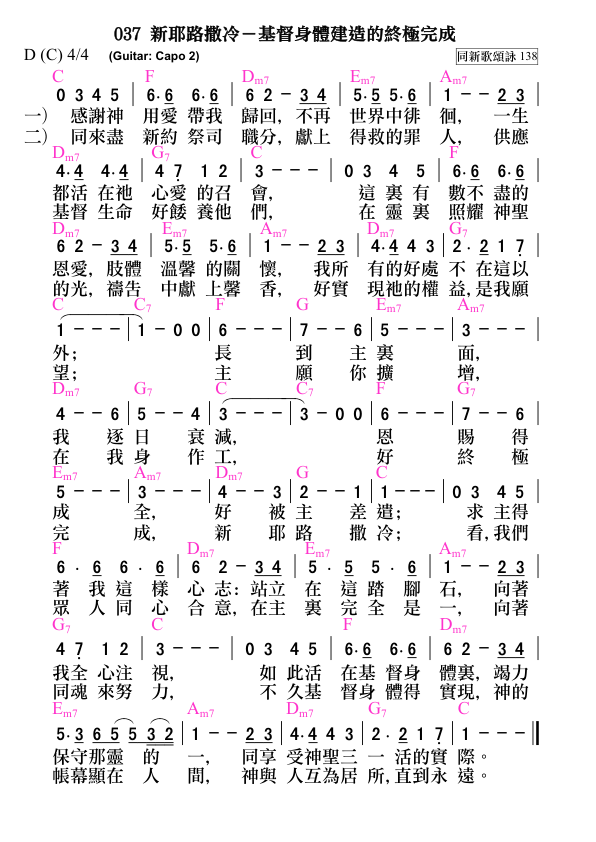 037 新耶路撒冷－基督身體建造的終極完成
D (C) 4/4 (Guitar: Capo 2) 同新歌頌詠 138
C F Dm7 Em7 Am7
0 3 4 5 | 6· 6 6· 6 | 6 2 － 3 4 | 5· 5 5· 6 | 1 － － 2 3 |
一） 感謝神 用愛 帶我 歸回，不再 世界中徘 徊， 一生
二） 同來盡 新約 祭司 職分，獻上 得救的罪 人， 供應
Dm7 G7 C F
4· 4 4· 4 | 4 7 1 2 | 3 － － － | 0 3 4 5 | 6· 6 6· 6 |
都活 在祂 心愛 的召 會， 這 裏 有 數不 盡的
基督 生命 好餧 養他 們， 在 靈 裏 照耀 神聖
Dm7 Em7 Am7 Dm7 G7
6 2 － 3 4 | 5· 5 5· 6 | 1 － － 2 3 | 4· 4 4 3 | 2· 2 1 7 |
恩愛，肢體 溫馨 的關 懷， 我所 有的好處 不 在這以
的光，禱告 中獻 上馨 香， 好實 現祂的權 益，是我願
C C7 F G Em7 Am7
1 － － － | 1 － 0 0 | 6 － － － | 7 － － 6 | 5 － － － | 3 － － － |
外； 長 到 主 裏 面，
望； 主 願 你 擴 增，
Dm7 G7 C C7 F G7
4 － － 6 | 5 － － 4 | 3 － － － | 3 － 0 0 | 6 － － － | 7 － － 6 |
我 逐 日 衰 減， 恩 賜 得
在 我 身 作 工， 好 終 極
Em7 Am7 Dm7 G C
5 － － － | 3 － － － | 4 － － 3 | 2 － － 2 | 1 － － － | 0 3 4 5 |
成 全， 好 被 主 差 遣； 求 主得
完 成， 新 耶 路 撒 冷； 看，我們
F Dm7 Em7 Am7
6 · 6 6 · 6 | 6 2 － 3 4 | 5 · 5 5 · 6 | 1 － － 2 3 |
著 我 這 樣 心 志：站立 在 這 踏 腳 石， 向著
眾 人 同 心 合 意，在主 裏 完 全 是 一， 向著
G7 C F Dm7
4 7 1 2 | 3 － － － | 0 3 4 5 | 6· 6 6· 6 | 6 2 － 3 4 |
我全 心注 視， 如 此活 在基 督身 體裏，竭力
同魂 來努 力， 不 久基 督身 體得 實現，神的
Em7 Am7 Dm7 G7 C
5· 3 6 5 5 3 2 | 1 － － 2 3 | 4· 4 4 3 | 2· 2 1 7 | 1 － － － ‖
保守那靈 的 一， 同享 受神聖三 一 活的實 際。
帳幕顯在 人 間， 神與 人互為居 所，直到永 遠。